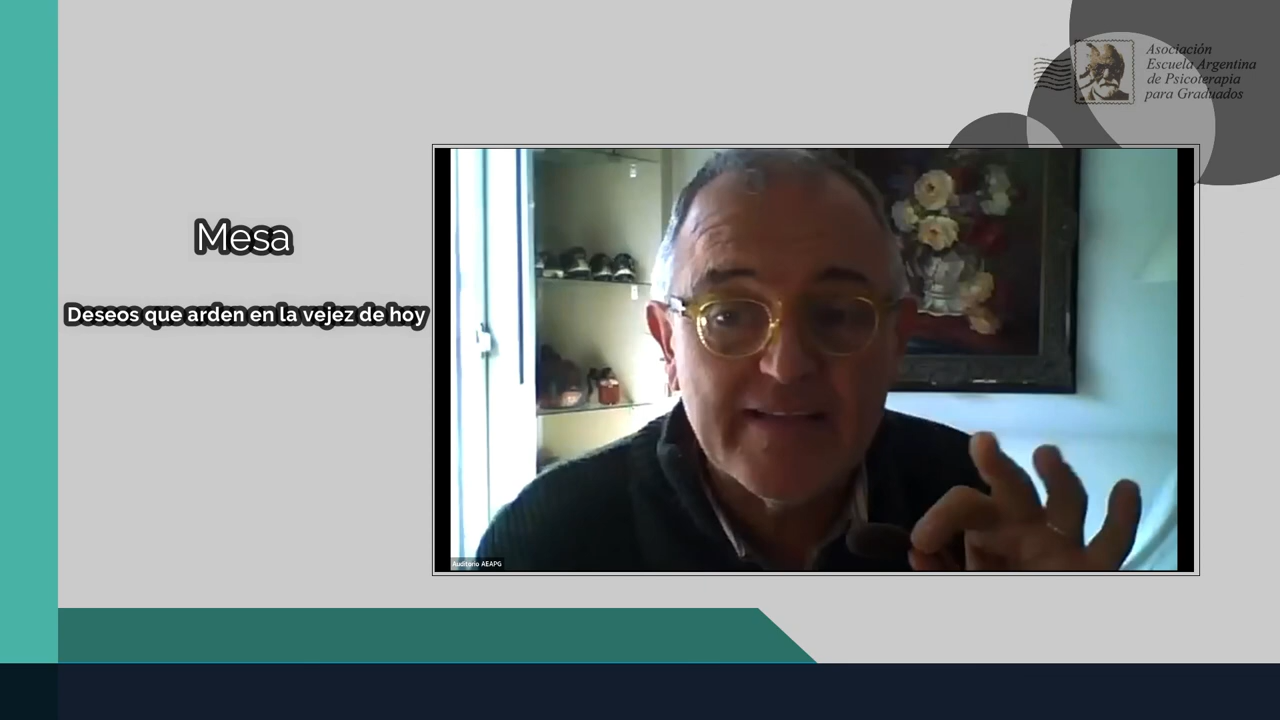 Asociación
Escuela Argentina
de Psicoterapia
para Graduados
Mesa
Deseos que arden en la vejez de hoy
Auditorio AEAPG